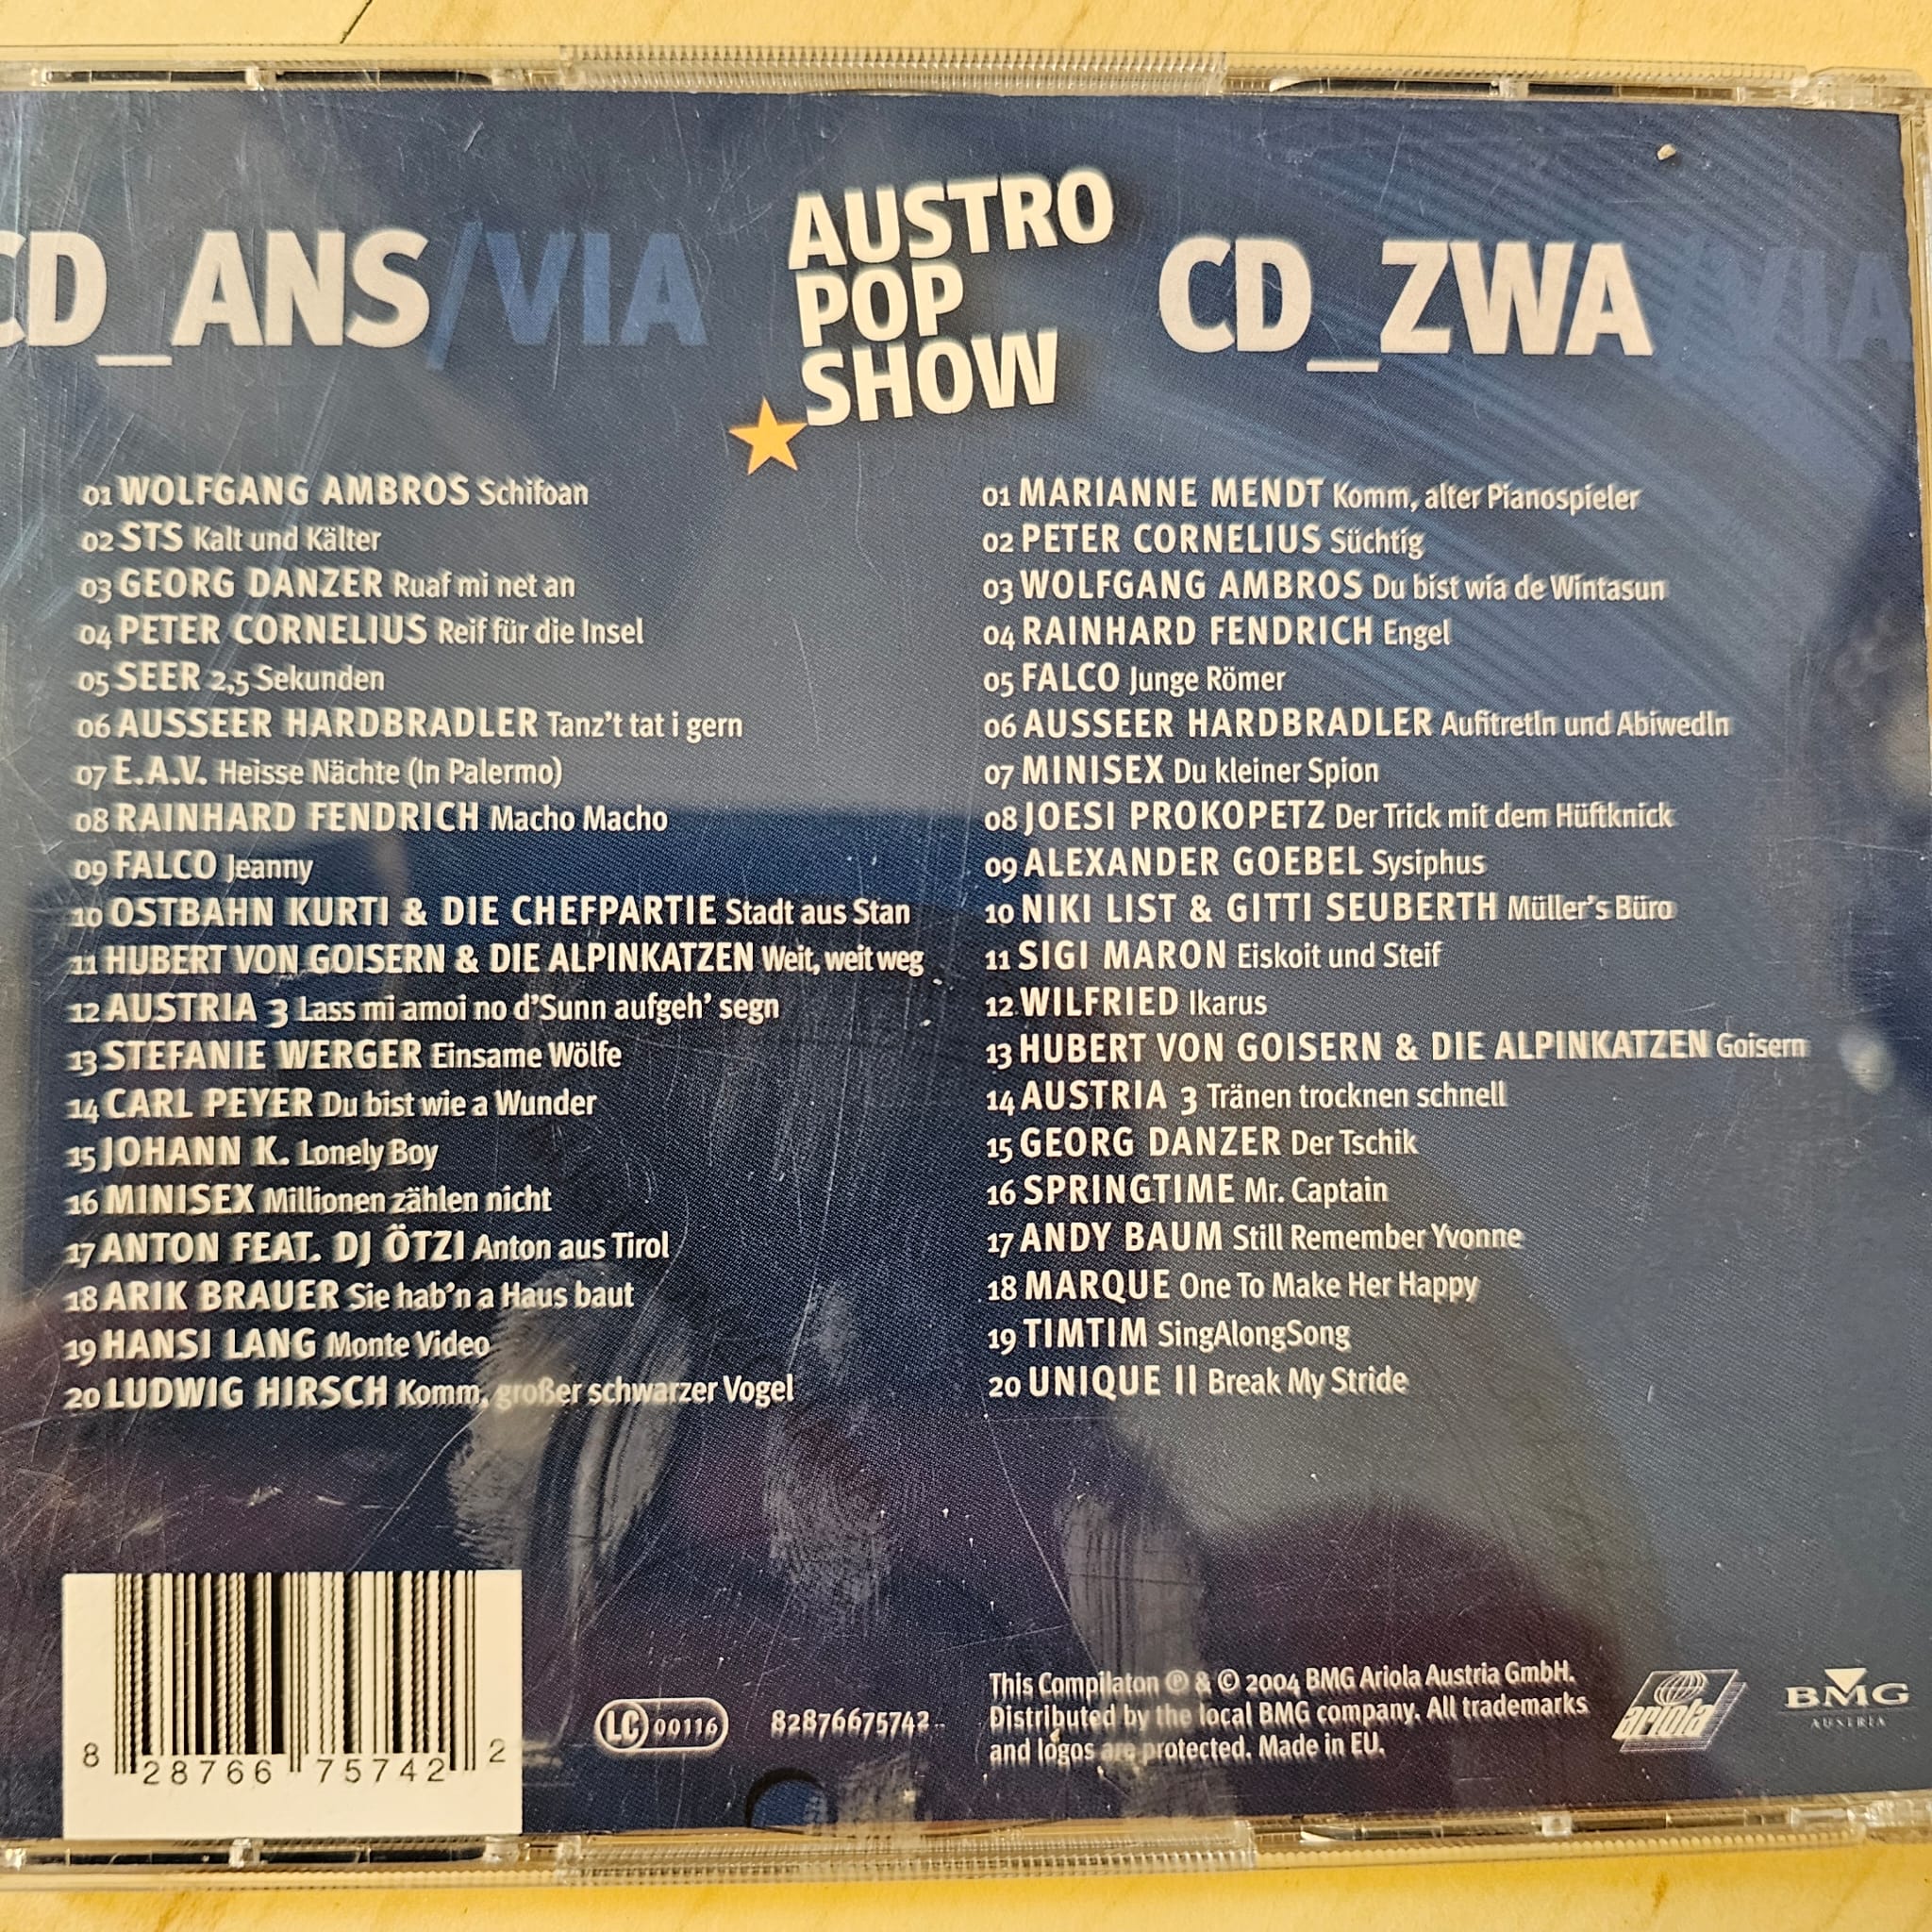 CD_ANS/VIA
AUSTRO
POP
SHOW
CD_ZWA /VIA
01 WOLFGANG AMBROS Schifoan
02 STS Kalt und Kälter
03 GEORG DANZER Ruaf mi net an
04 PETER CORNELIUS Reif für die Insel
05 SEER 2,5 Sekunden
06 AUSSEER HARDBRADLER Tanz't tat i gern
07 E.A.V. Heisse Nächte (In Palermo)
08 RAINHARD FENDRICH Macho Macho
09 FALCO Jeanny
10 OSTBAHN KURTI & DIE CHEFPARTIE Stadt aus Stan
11 HUBERT VON GOISERN & DIE ALPINKATZEN Weit, weit weg
12 AUSTRIA 3 Lass mi amoi no d'Sunn aufgeh' segn
13 STEFANIE WERGER Einsame Wölfe
14 CARL PEYER Du bist wie a Wunder
15 JOHANN K. Lonely Boy
16 MINISEX Millionen zählen nicht
17 ANTON FEAT. DJ ÖTZI Anton aus Tirol
18 ARIK BRAUER Sie hab'n a Haus baut
19 HANSI LANG Monte Video
20 LUDWIG HIRSCH Komm, großer schwarzer Vogel
01 MARIANNE MENDT Komm, alter Pianospieler
02 PETER CORNELIUS Süchtig
03 WOLFGANG AMBROS Du bist wia de Wintasun
04 RAINHARD FENDRICH Engel
05 FALCO Junge Römer
06 AUSSEER HARDBRADLER Aufitretln und Abiwedln
07 MINISEX Du kleiner Spion
08 JOESI PROKOPETZ Der Trick mit dem Hüftknick
09 ALEXANDER GOEBEL Sysiphus
10 NIKI LIST & GITTI SEUBERTH Müller's Büro
11 SIGI MARON Eiskoit und Steif
12 WILFRIED Ikarus
13 HUBERT VON GOISERN & DIE ALPINKATZEN Goisern
14 AUSTRIA 3 Tränen trocknen schnell
15 GEORG DANZER Der Tschik
16 SPRINGTIME Mr. Captain
17 ANDY BAUM Still Remember Yvonne
18 MARQUE One To Make Her Happy
19 TIMTIM SingAlongSong
20 UNIQUE II Break My Stride
8 28766 75742 2
LC 00116
82876675742
This Compilaton ℗ & © 2004 BMG Ariola Austria GmbH.
Distributed by the local BMG company. All trademarks
and logos are protected. Made in EU.
ariola
BMG
AUSTRIA